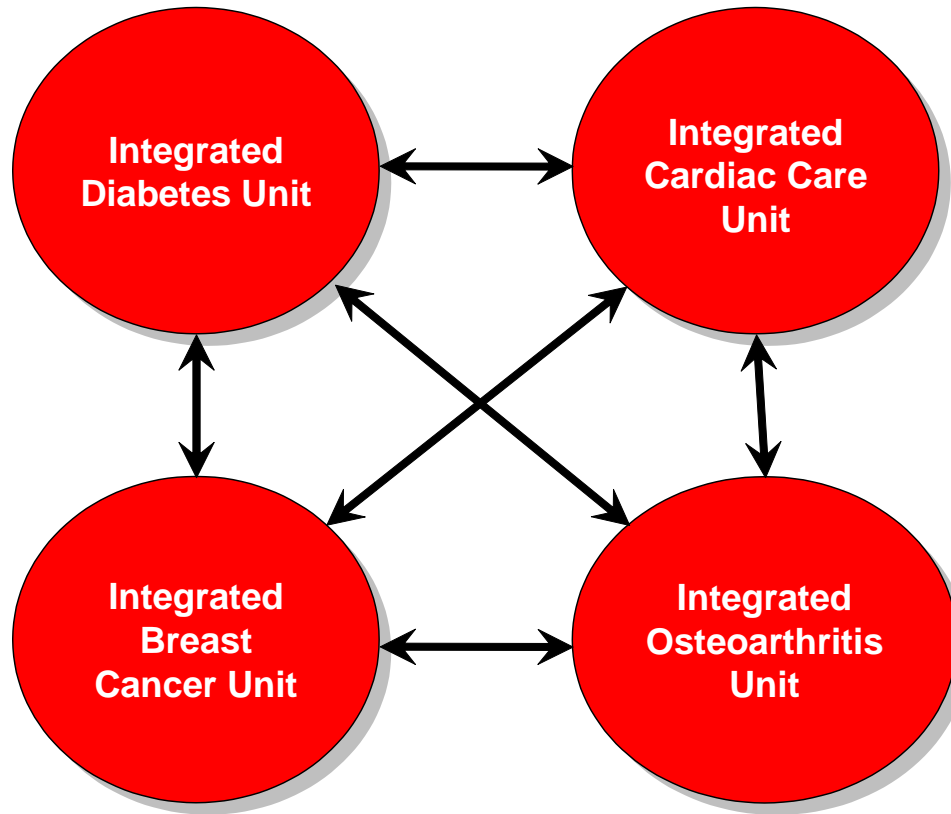 Integrated
Diabetes Unit
Integrated
Cardiac Care
Unit
Integrated
Breast
Cancer Unit
Integrated
Osteoarthritis
Unit